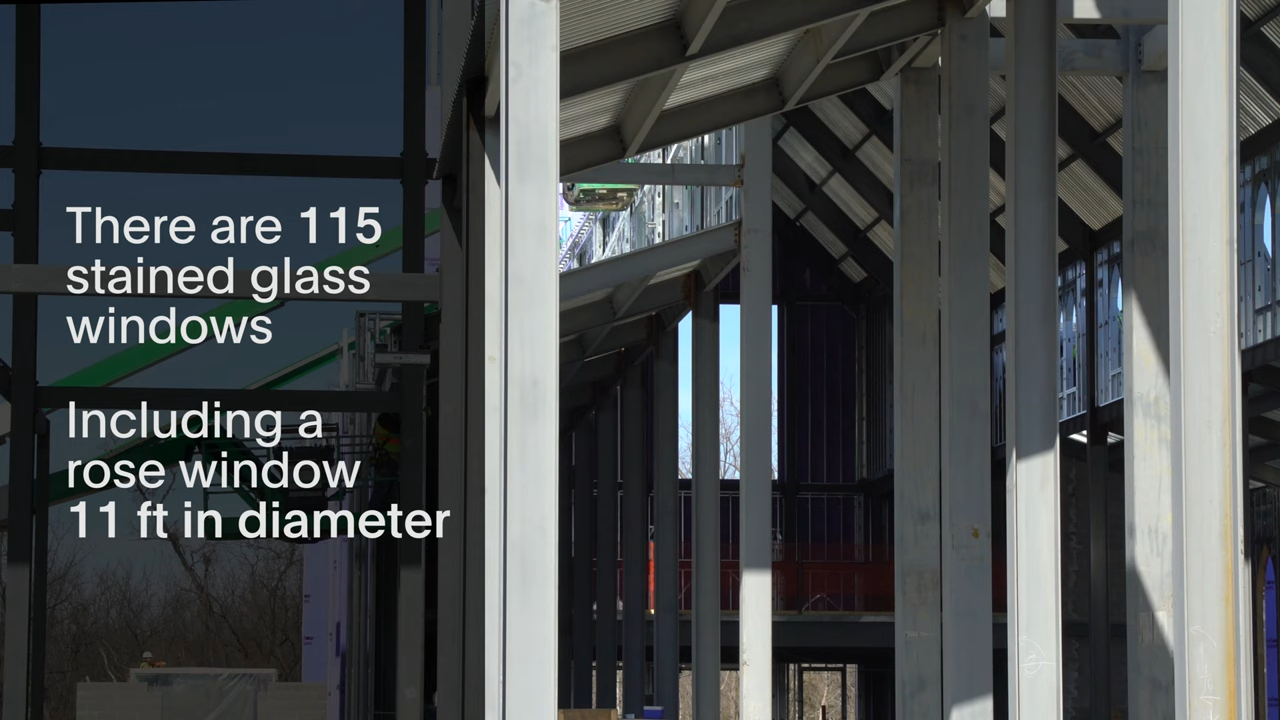 There are 115
stained glass
windows
Including a
rose window
11 ft in diameter